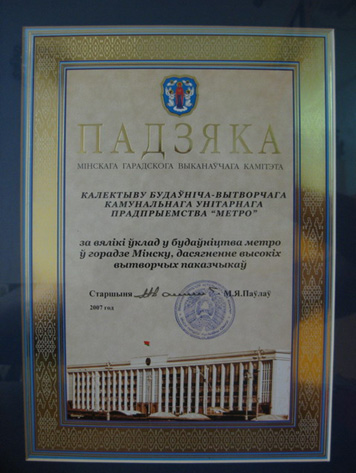 ПАДЗЯКА
МІНСКАГА ГАРАДСКОГА ВЫКАНАЎЧАГА КАМІТЭТА
КАЛЕКТЫВУ БУДАЎНІЧА-ВЫТВОРЧАГА
КАМУНАЛЬНАГА УНІТАРНАГА
ПРАДПРЫЕМСТВА "МЕТРО"
за вялікі ўклад у будаўніцтва метро
ў горадзе Мінску, дасягненне высокіх
вытворчых паказчыкаў
Старшыня М.Я.Паўлаў
2007 год